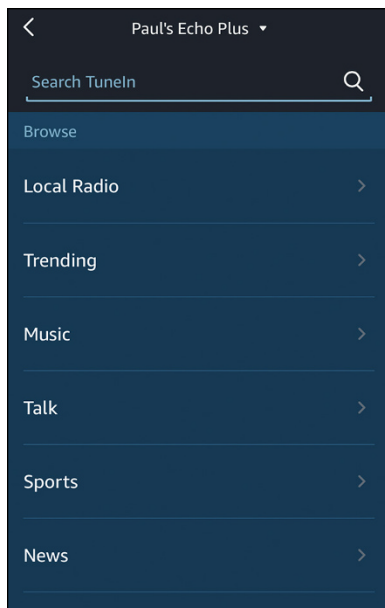 Paul's Echo Plus
Search TuneIn
Browse
Local Radio
Trending
Music
Talk
Sports
News